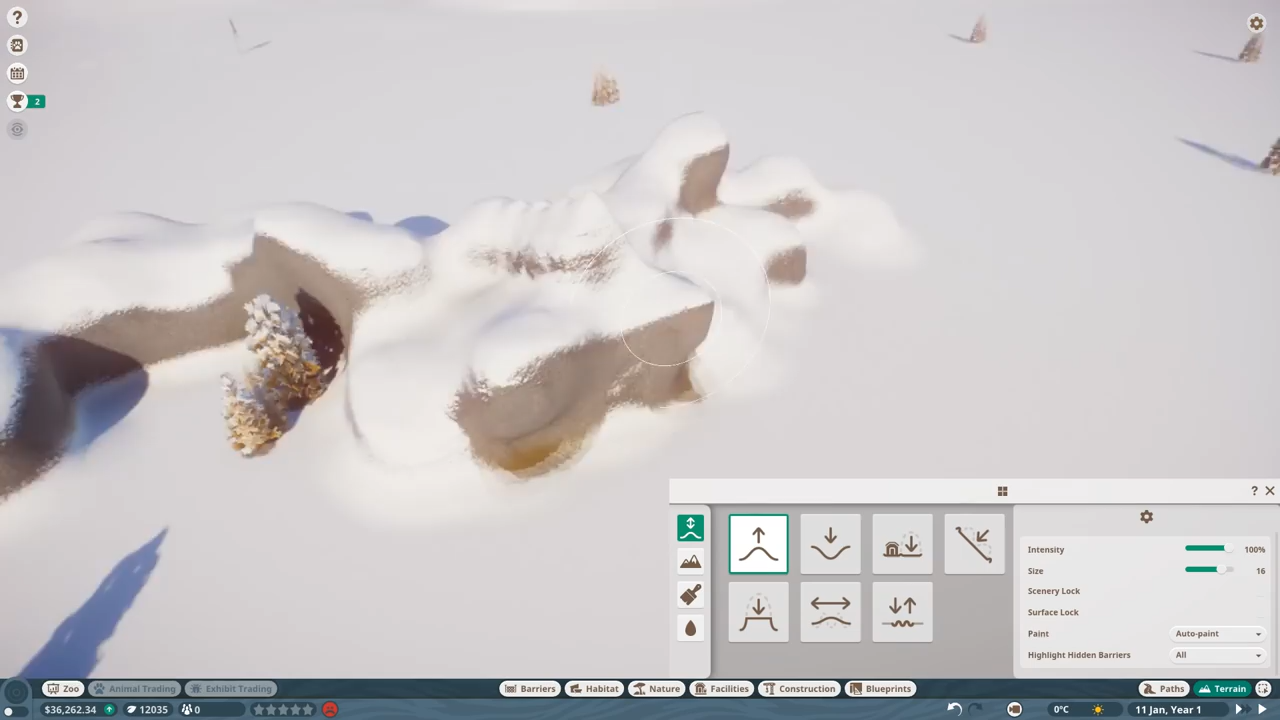 ?
2
? ×
Intensity 100%
Size 16
Scenery Lock
Surface Lock
Paint Auto-paint
Highlight Hidden Barriers All
Zoo Animal Trading Exhibit Trading Barriers Habitat Nature Facilities Construction Blueprints Paths Terrain
$36,262.34 12035 0 0°C 11 Jan, Year 1